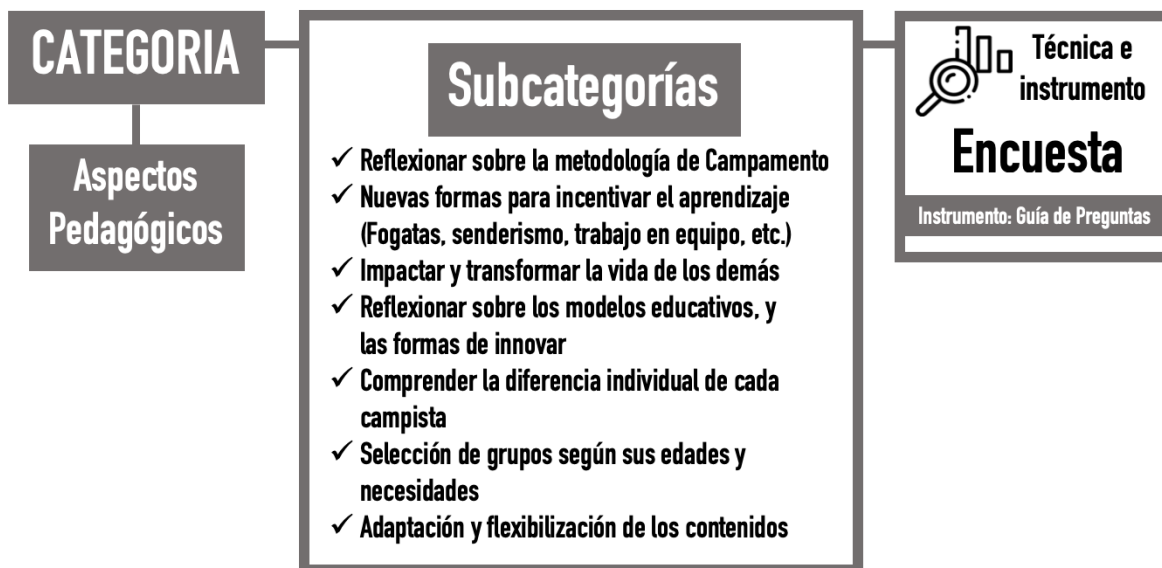 CATEGORIA
Aspectos
Pedagógicos
Subcategorías
✓ Reflexionar sobre la metodología de Campamento
✓ Nuevas formas para incentivar el aprendizaje
(Fogatas, senderismo, trabajo en equipo, etc.)
✓ Impactar y transformar la vida de los demás
✓ Reflexionar sobre los modelos educativos, y
las formas de innovar
✓ Comprender la diferencia individual de cada
campista
✓ Selección de grupos según sus edades y
necesidades
✓ Adaptación y flexibilización de los contenidos
Técnica e
instrumento
Encuesta
Instrumento: Guía de Preguntas